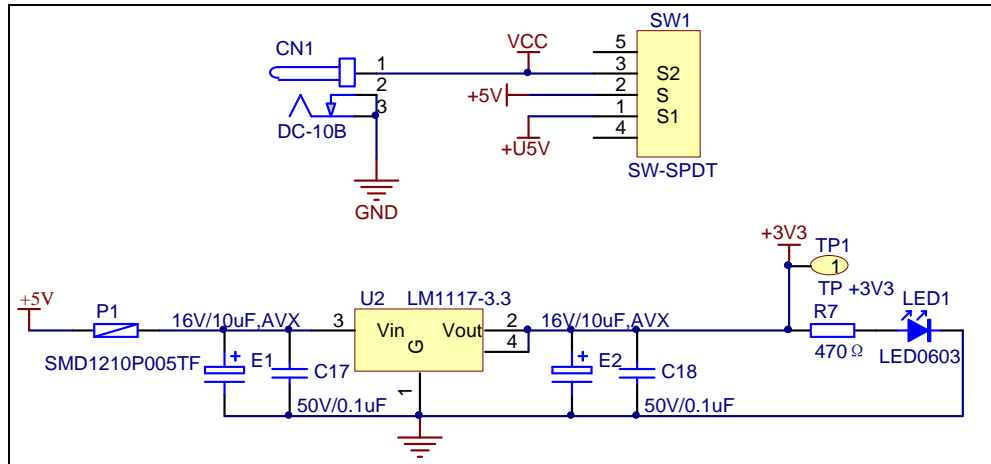 SW1
CN1
VCC
5
1
3
S2
2
+5V
2
S
3
1
S1
DC-10B
+U5V
4
SW-SPDT
GND
+3V3
TP1
1
+5V
P1
U2
LM1117-3.3
TP +3V3
R7
LED1
16V/10uF,AVX
3
Vin
Vout
2
16V/10uF,AVX
4
G
SMD1210P005TF
E1
C17
E2
C18
470Ω
LED0603
1
50V/0.1uF
50V/0.1uF